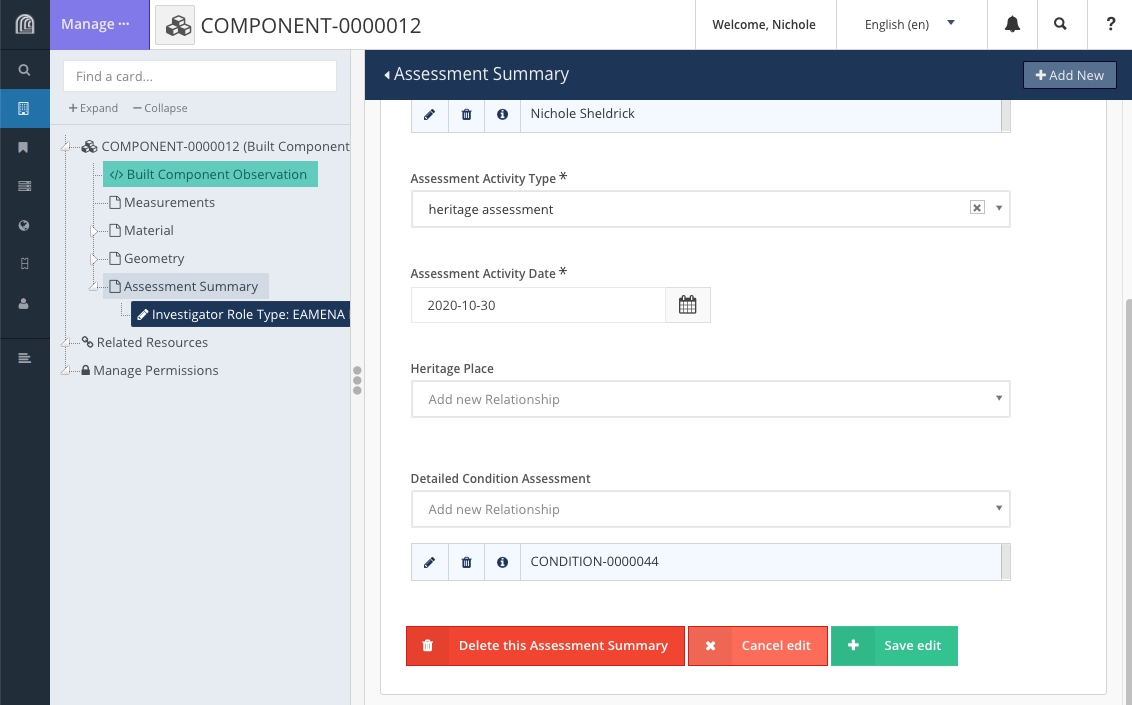 Manage ...
COMPONENT-0000012
Welcome, Nichole
English (en)
?
Find a card...
Expand
Collapse
COMPONENT-0000012 (Built Component
</> Built Component Observation
Measurements
Material
Geometry
Assessment Summary
Investigator Role Type: EAMENA
Related Resources
Manage Permissions
Assessment Summary
+ Add New
Nichole Sheldrick
Assessment Activity Type *
heritage assessment
Assessment Activity Date *
2020-10-30
Heritage Place
Add new Relationship
Detailed Condition Assessment
Add new Relationship
CONDITION-0000044
Delete this Assessment Summary
Cancel edit
Save edit